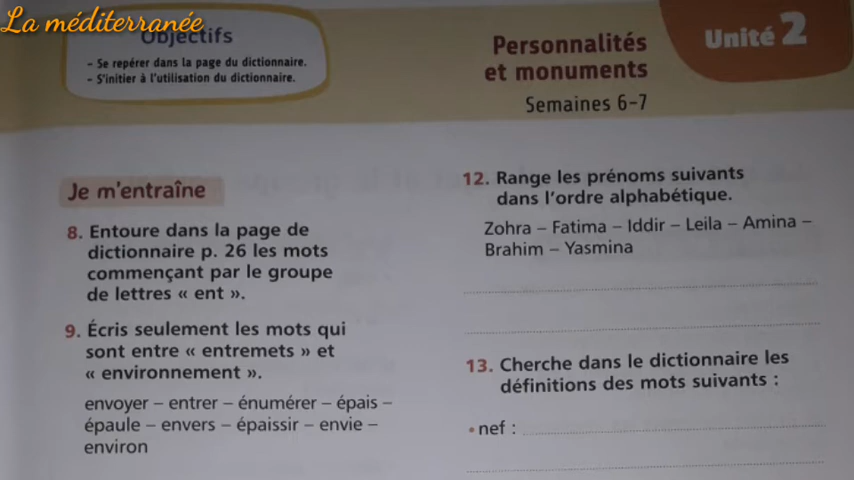 La méditerranée
Objectifs
- Se repérer dans la page du dictionnaire.
- S'initier à l'utilisation du dictionnaire.
Personnalités
et monuments
Semaines 6-7
Unité 2
Je m'entraîne
8. Entoure dans la page de
dictionnaire p. 26 les mots
commençant par le groupe
de lettres « ent ».
9. Écris seulement les mots qui
sont entre « entremets » et
« environnement ».
envoyer – entrer – énumérer – épais –
épaule – envers – épaissir – envie –
environ
12. Range les prénoms suivants
dans l'ordre alphabétique.
Zohra – Fatima – Iddir – Leila – Amina –
Brahim – Yasmina
13. Cherche dans le dictionnaire les
définitions des mots suivants :
• nef :